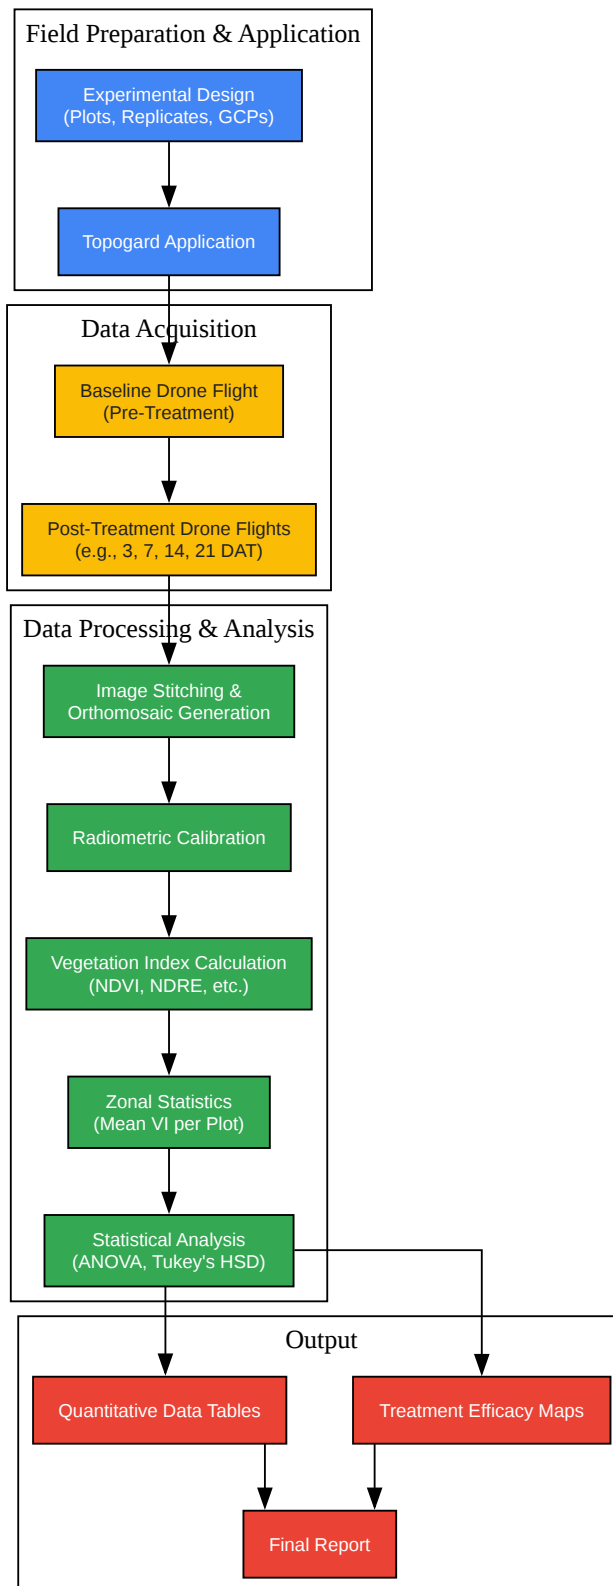 Field Preparation & Application
Experimental Design
(Plots, Replicates, GCPs)
Topogard Application
Data Acquisition
Baseline Drone Flight
(Pre-Treatment)
Post-Treatment Drone Flights
(e.g., 3, 7, 14, 21 DAT)
Data Processing & Analysis
Image Stitching &
Orthomosaic Generation
Radiometric Calibration
Vegetation Index Calculation
(NDVI, NDRE, etc.)
Zonal Statistics
(Mean VI per Plot)
Statistical Analysis
(ANOVA, Tukey's HSD)
Output
Quantitative Data Tables
Treatment Efficacy Maps
Final Report